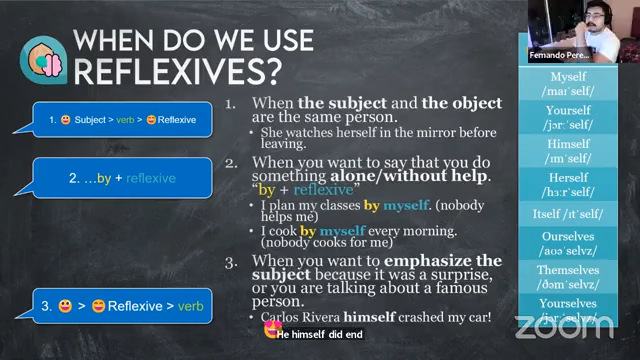 WHEN DO WE USE
REFLEXIVES?
1. Subject > verb > Reflexive
2. …by + reflexive
3. > Reflexive > verb
1. When the subject and the object
are the same person.
• She watches herself in the mirror before
leaving.
2. When you want to say that you do
something alone/without help.
“by + reflexive”
• I plan my classes by myself. (nobody
helps me)
• I cook by myself every morning.
(nobody cooks for me)
3. When you want to emphasize the
subject because it was a surprise,
or you are talking about a famous
person.
• Carlos Rivera himself crashed my car!
He himself did end
Fernando Pere...
Myself
/maɪˈself/
Yourself
/jɔrːˈself/
Himself
/ɪmˈself/
Herself
/hɜːrˈself/
Itself /ɪtˈself/
Ourselves
/aʊəˈselvz/
Themselves
/ðəmˈselvz/
Yourselves
zoom